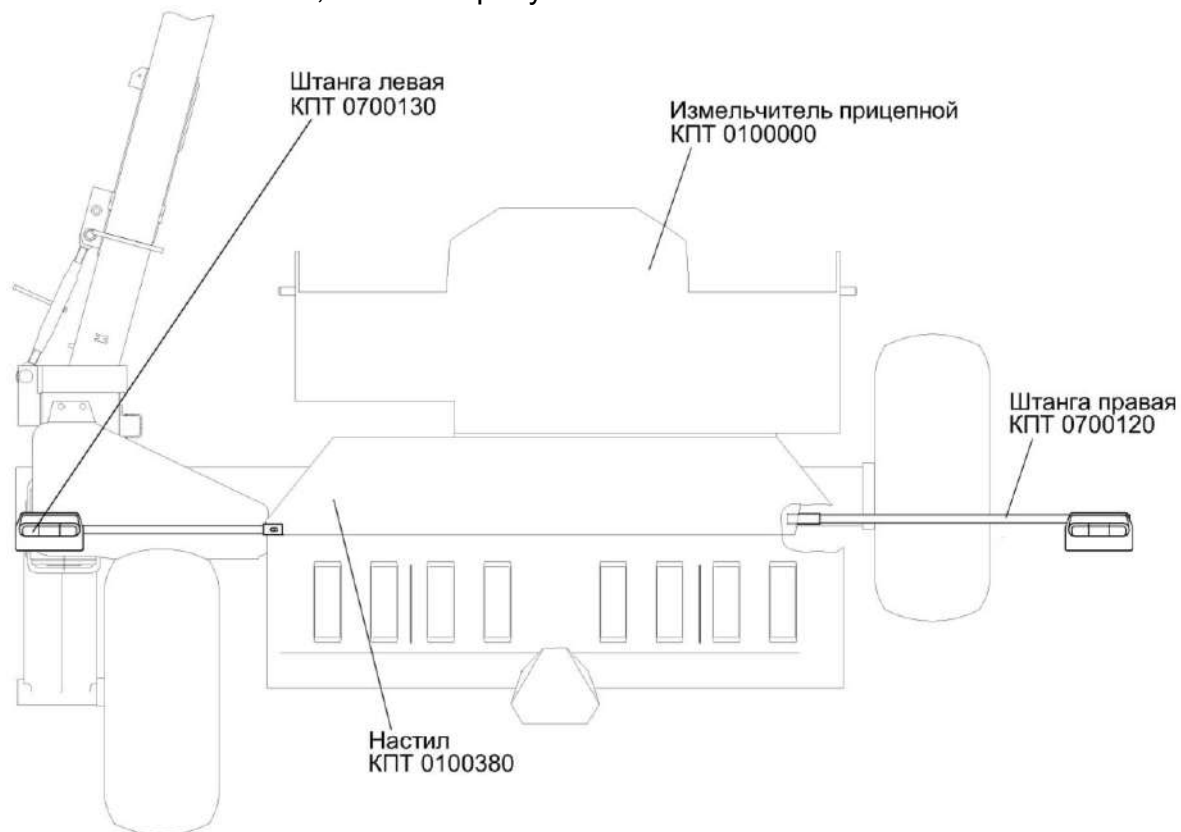 Штанга левая
КПТ 0700130
Измельчитель прицепной
КПТ 0100000
Штанга правая
КПТ 0700120
Настил
КПТ 0100380